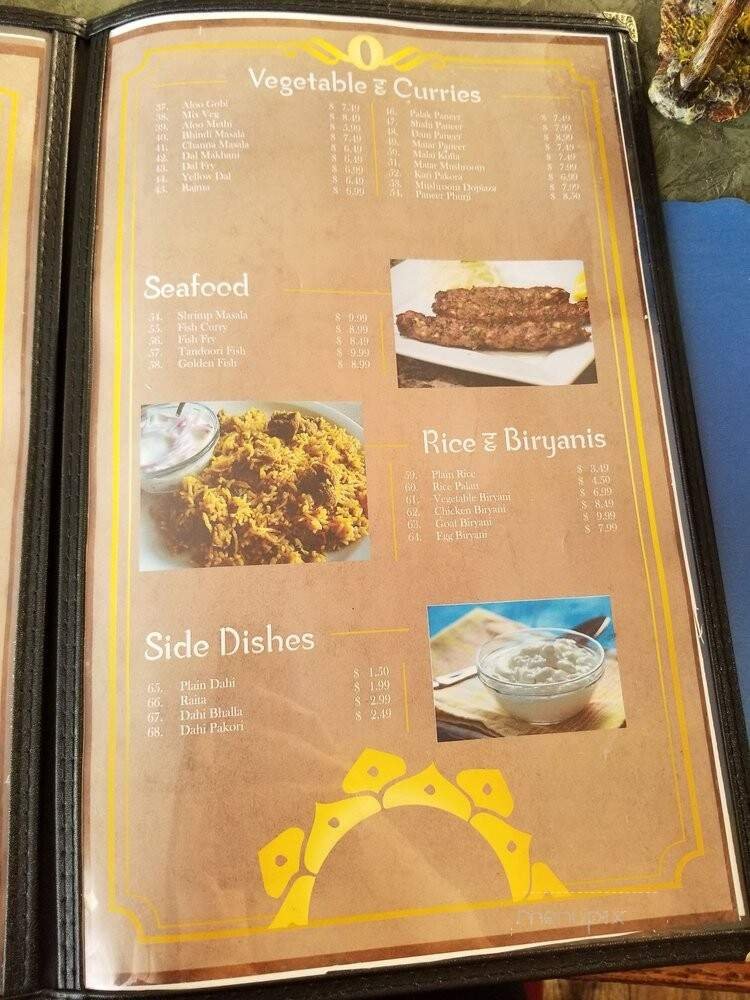 Vegetable & Curries
37. Aloo Gobi $ 7.49
38. Mix Veg $ 8.49
39. Aloo Methi $ 5.99
40. Bhindi Masala $ 7.49
41. Channa Masala $ 6.49
42. Dal Makhani $ 6.49
43. Dal Fry $ 6.99
44. Yellow Dal $ 6.49
45. Rajma $ 6.99
46. Palak Paneer $ 7.49
47. Shahi Paneer $ 7.99
48. Dani Paneer $ 8.99
49. Matar Paneer $ 7.49
50. Malai Kofta $ 7.49
51. Matar Mushroom $ 7.99
52. Kari Pakora $ 6.99
53. Mushroom Dopiaza $ 7.99
54. Paneer Bhurji $ 8.50
Seafood
54. Shrimp Masala $ 9.99
55. Fish Curry $ 8.99
56. Fish Fry $ 8.49
57. Tandoori Fish $ 9.99
58. Golden Fish $ 8.99
Rice & Biryanis
59. Plain Rice $ 3.49
60. Rice Palau $ 4.50
61. Vegetable Biryani $ 6.99
62. Chicken Biryani $ 8.49
63. Goat Biryani $ 9.99
64. Egg Biryani $ 7.99
Side Dishes
65. Plain Dahi $ 1.50
66. Raita $ 1.99
67. Dahi Bhalla $ 2.99
68. Dahi Pakori $ 2.49
menupix